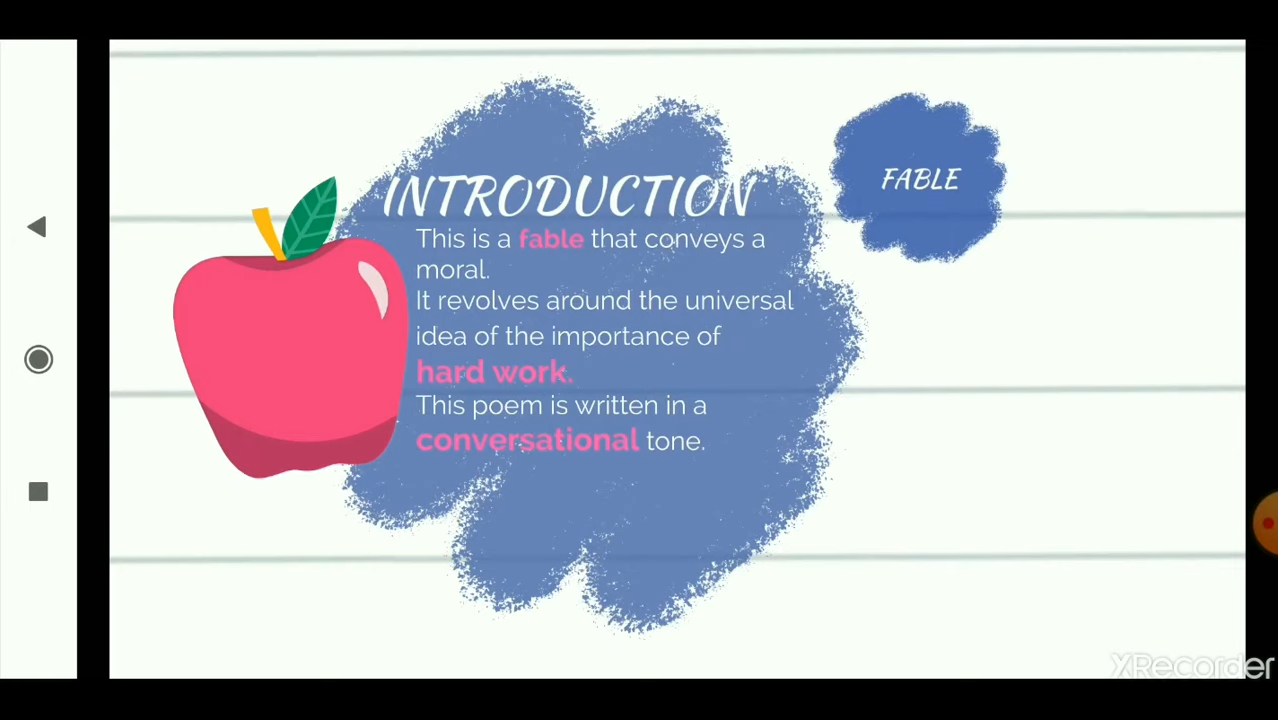 INTRODUCTION
FABLE
This is a fable that conveys a
moral.
It revolves around the universal
idea of the importance of
hard work.
This poem is written in a
conversational tone.
XRecorder